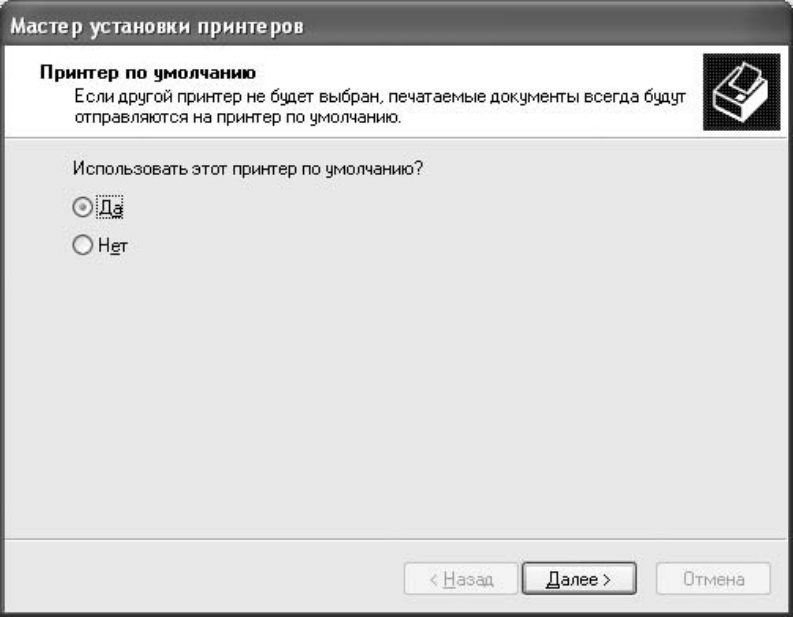 Мастер установки принтеров
Принтер по умолчанию
Если другой принтер не будет выбран, печатаемые документы всегда будут
отправляются на принтер по умолчанию.
Использовать этот принтер по умолчанию?
Да
Нет
< Назад
Далее >
Отмена